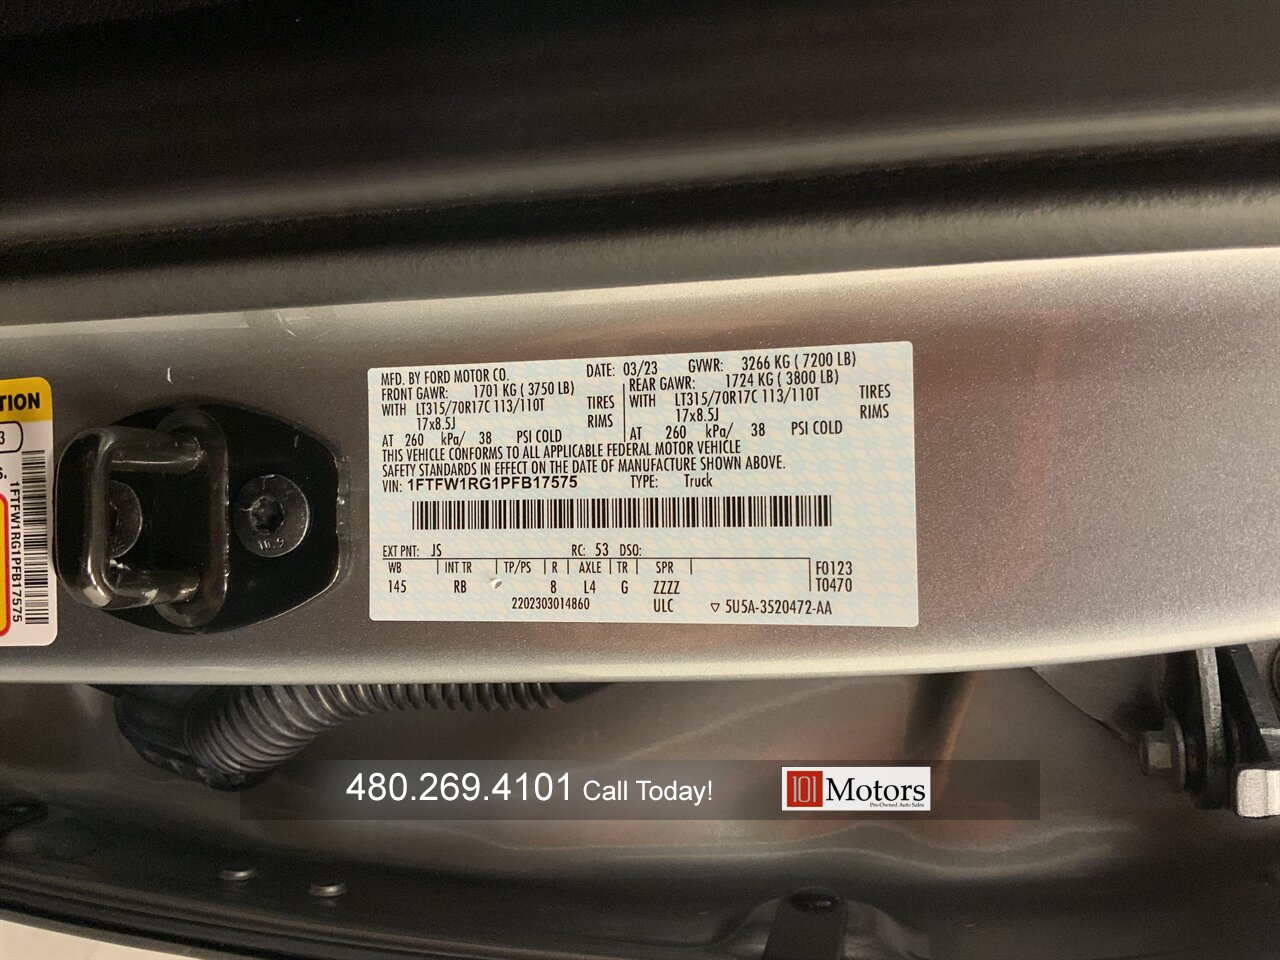 MFD. BY FORD MOTOR CO. DATE: 03/23 GVWR: 3266 KG ( 7200 LB)
FRONT GAWR: 1701 KG ( 3750 LB) REAR GAWR: 1724 KG ( 3800 LB)
WITH LT315/70R17C 113/110T TIRES WITH LT315/70R17C 113/110T TIRES
17x8.5J RIMS 17x8.5J RIMS
AT 260 kPa/ 38 PSI COLD AT 260 kPa/ 38 PSI COLD
THIS VEHICLE CONFORMS TO ALL APPLICABLE FEDERAL MOTOR VEHICLE
SAFETY STANDARDS IN EFFECT ON THE DATE OF MANUFACTURE SHOWN ABOVE.
VIN: 1FTFW1RG1PFB17575 TYPE: Truck
EXT PNT: JS RC: 53 DSO:
WB INT TR TP/PS R AXLE TR SPR F0123
145 RB 8 L4 G ZZZZ T0470
2202303014860 ULC ▽ 5U5A-3520472-AA
TION
3
S.
1FTFW1RG1PFB17575
10.9
480.269.4101 Call Today!
101 Motors
Pre-Owned Auto Sales